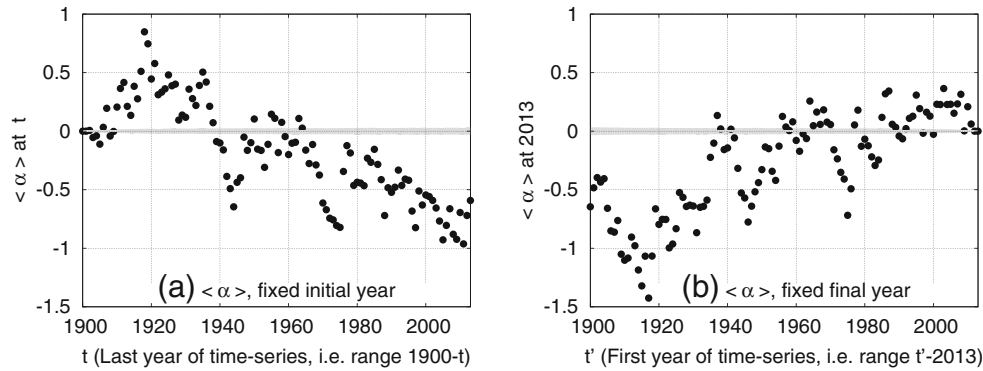 1
0.5
0
-0.5
-1
-1.5
< α > at t
(a) < α >, fixed initial year
1900 1920 1940 1960 1980 2000
t (Last year of time-series, i.e. range 1900-t)
1
0.5
0
-0.5
-1
-1.5
< α > at 2013
(b) < α >, fixed final year
1900 1920 1940 1960 1980 2000
t' (First year of time-series, i.e. range t'-2013)